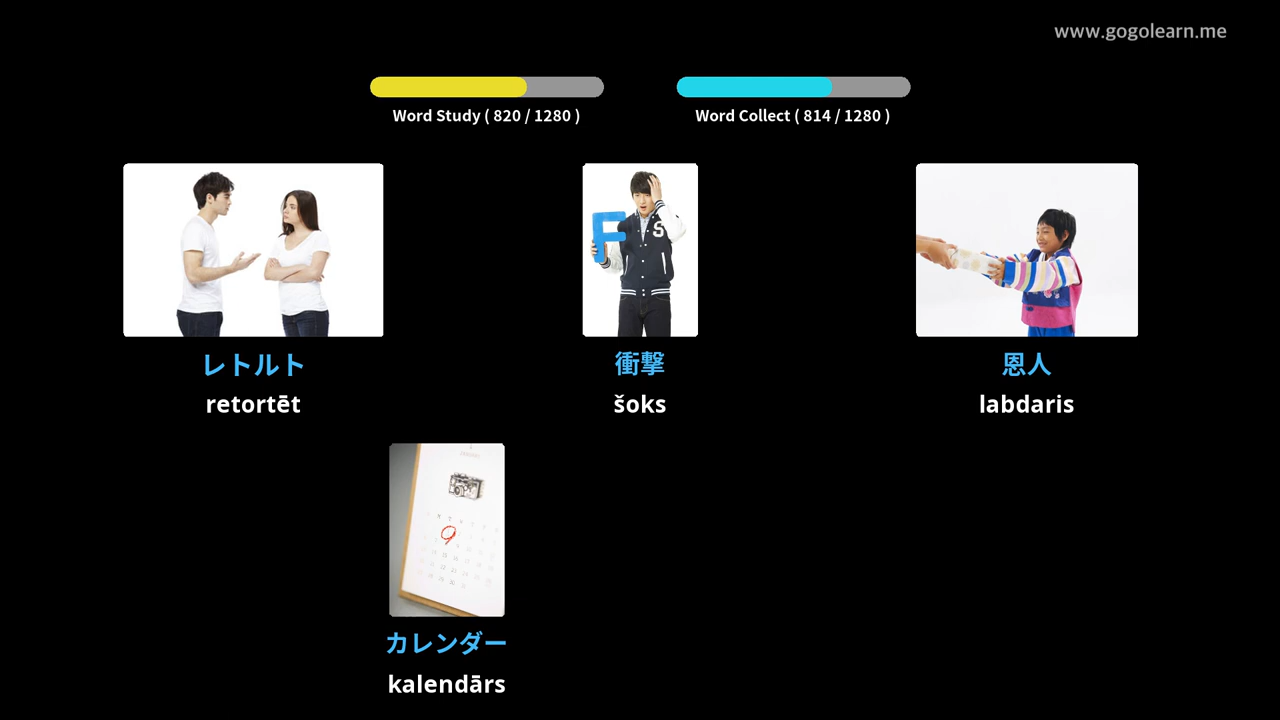 www.gogolearn.me
Word Study ( 820 / 1280 )
Word Collect ( 814 / 1280 )
F
S
レトルト
衝撃
恩人
retortēt
šoks
labdaris
カレンダー
kalendārs